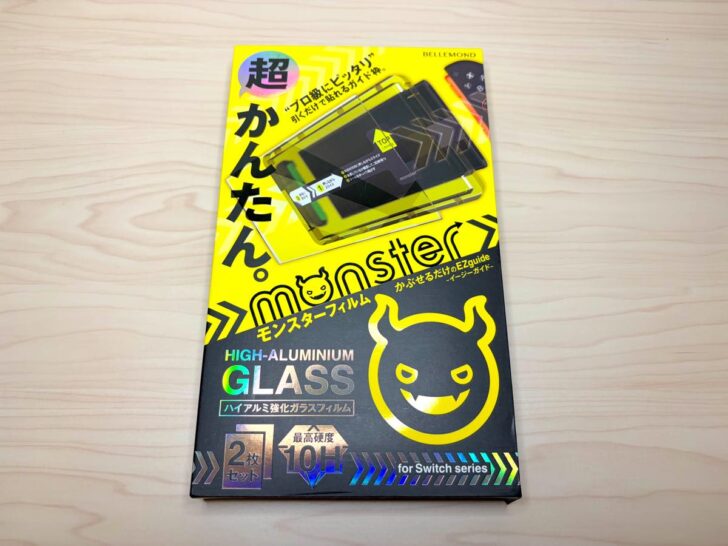 BELLEMOND
超
かんたん。
“プロ級にピッタリ”
引くだけで貼れるガイド枠。
TOP
monster
モンスターフィルム
かぶせるだけのEZguide
-イージーガイド-
HIGH-ALUMINIUM
GLASS
ハイアルミ強化ガラスフィルム
2枚
セット
最高硬度
10H
for Switch series